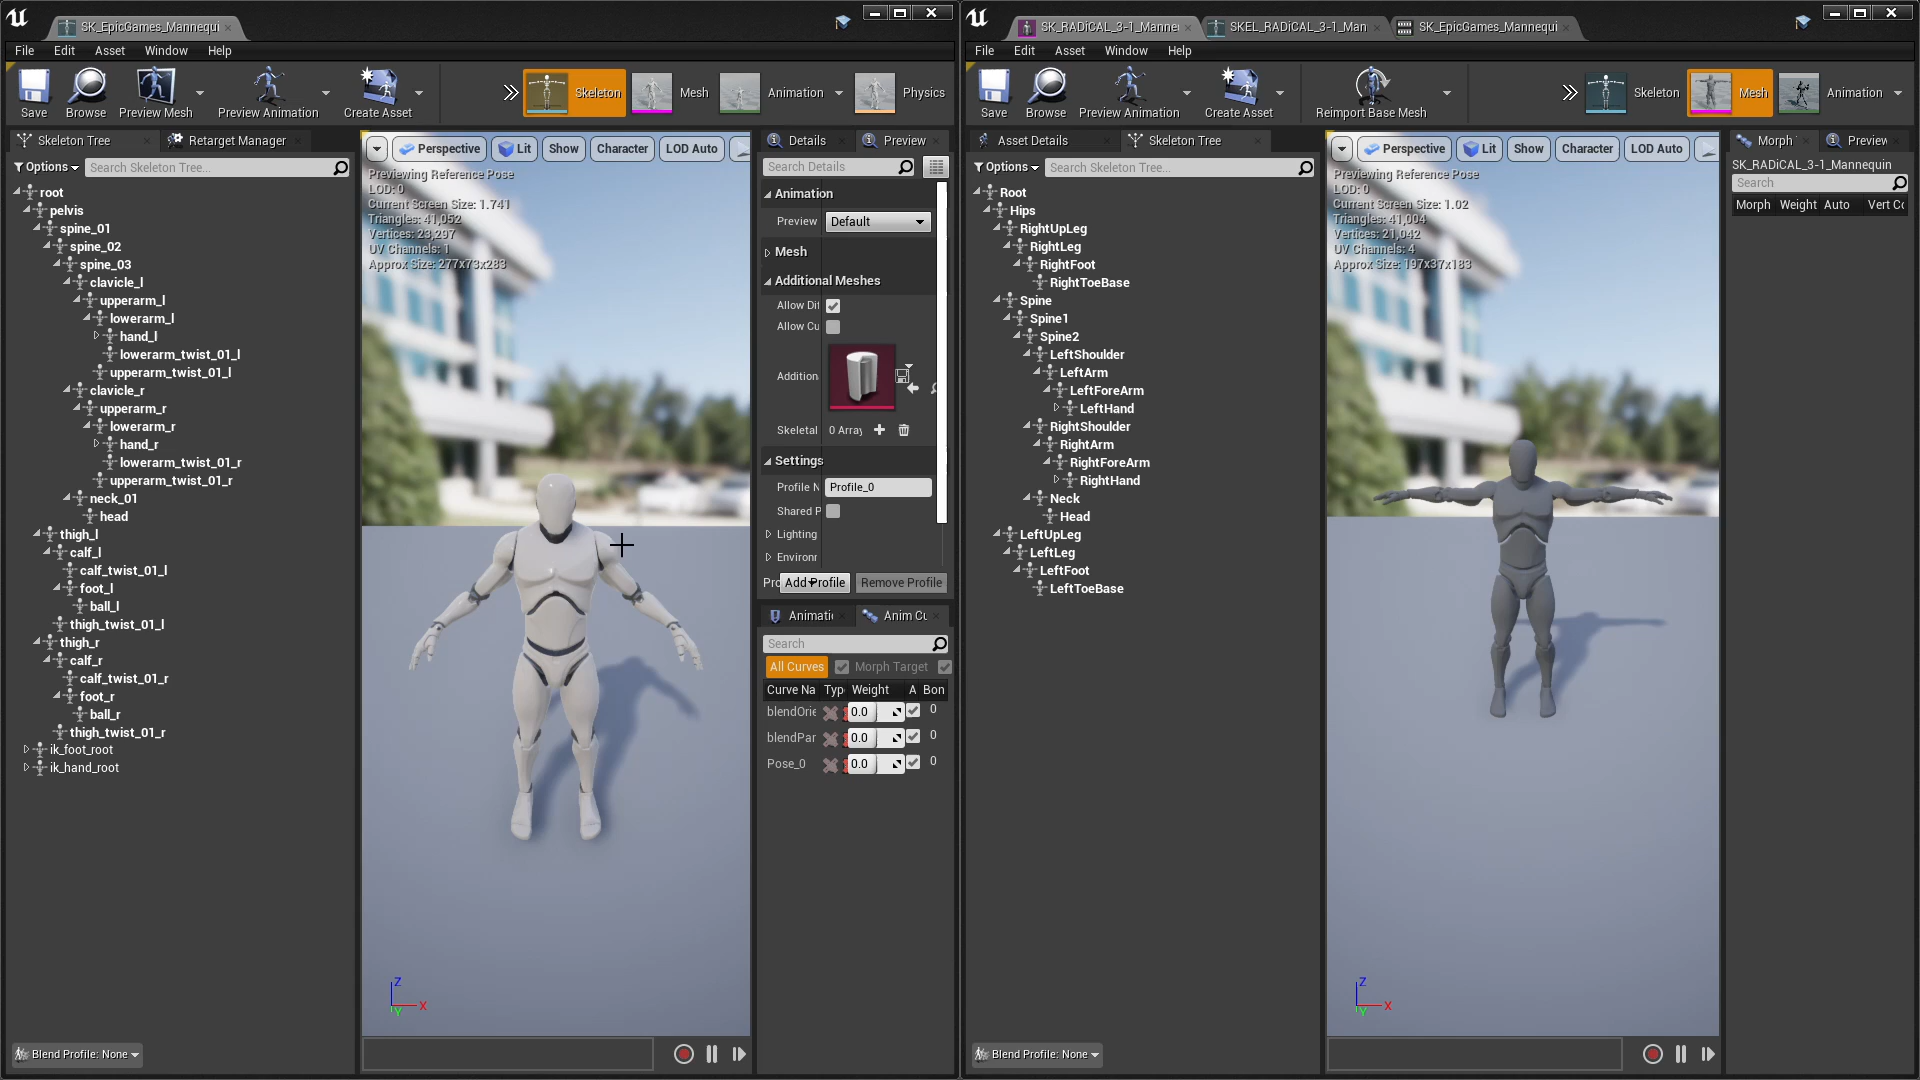 SK_EpicGames_Mannequi
File Edit Asset Window Help
Save Browse Preview Mesh Preview Animation Create Asset Skeleton Mesh Animation Physics
Skeleton Tree Retarget Manager
Options Search Skeleton Tree...
root
pelvis
spine_01
spine_02
spine_03
clavicle_l
upperarm_l
lowerarm_l
hand_l
lowerarm_twist_01_l
upperarm_twist_01_l
clavicle_r
upperarm_r
lowerarm_r
hand_r
lowerarm_twist_01_r
upperarm_twist_01_r
neck_01
head
thigh_l
calf_l
calf_twist_01_l
foot_l
ball_l
thigh_twist_01_l
thigh_r
calf_r
calf_twist_01_r
foot_r
ball_r
thigh_twist_01_r
ik_foot_root
ik_hand_root
Blend Profile: None
Perspective Lit Show Character LOD Auto
Previewing Reference Pose
LOD: 0
Current Screen Size: 1.741
Triangles: 41,052
Vertices: 23,297
UV Channels: 1
Approx Size: 277x73x283
Z
X
Y
Details Preview
Search Details
Animation
Preview Default
Mesh
Additional Meshes
Allow Dif
Allow Cu
Addition
Skeletal 0 Array
Settings
Profile N Profile_0
Shared P
Lighting
Environr
Pro Add Profile Remove Profile
Animatic Anim Cu
Search
All Curves Morph Target
Curve Na Typ Weight A Bon
blendOrie 0.0 0
blendPar 0.0 0
Pose_0 0.0 0
SK_RADiCAL_3-1_Manne SKEL_RADiCAL_3-1_Man SK_EpicGames_Mannequi
File Edit Asset Window Help
Save Browse Preview Animation Create Asset Reimport Base Mesh Skeleton Mesh Animation
Asset Details Skeleton Tree
Options Search Skeleton Tree...
Root
Hips
RightUpLeg
RightLeg
RightFoot
RightToeBase
Spine
Spine1
Spine2
LeftShoulder
LeftArm
LeftForeArm
LeftHand
RightShoulder
RightArm
RightForeArm
RightHand
Neck
Head
LeftUpLeg
LeftLeg
LeftFoot
LeftToeBase
Blend Profile: None
Perspective Lit Show Character LOD Auto
Previewing Reference Pose
LOD: 0
Current Screen Size: 1.02
Triangles: 41,004
Vertices: 21,042
UV Channels: 4
Approx Size: 197x37x183
Z
X
Y
Morph Preview
SK_RADiCAL_3-1_Mannequin
Search
Morph Weight Auto Vert Co